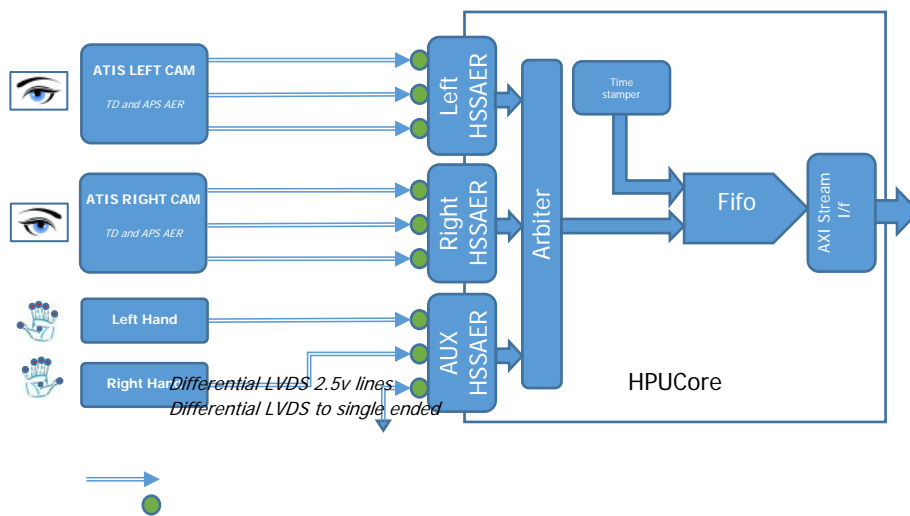 ATIS LEFT CAM
TD and APS AER
Left
HSSAER
Time
stamper
ATIS RIGHT CAM
TD and APS AER
Right
HSSAER
Arbiter
Fifo
AXI Stream
I/f
Left Hand
AUX
HSSAER
Right Hand
Differential LVDS 2.5v lines
Differential LVDS to single ended
HPUCore